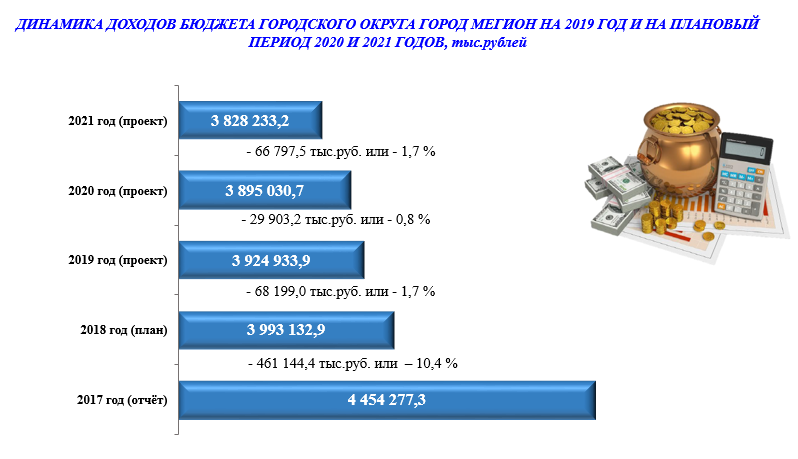 ДИНАМИКА ДОХОДОВ БЮДЖЕТА ГОРОДСКОГО ОКРУГА ГОРОД МЕГИОН НА 2019 ГОД И НА ПЛАНОВЫЙ
ПЕРИОД 2020 И 2021 ГОДОВ, тыс.рублей
2021 год (проект) 3 828 233,2
- 66 797,5 тыс.руб. или - 1,7 %
2020 год (проект) 3 895 030,7
- 29 903,2 тыс.руб. или - 0,8 %
2019 год (проект) 3 924 933,9
- 68 199,0 тыс.руб. или - 1,7 %
2018 год (план) 3 993 132,9
- 461 144,4 тыс.руб. или – 10,4 %
2017 год (отчёт) 4 454 277,3